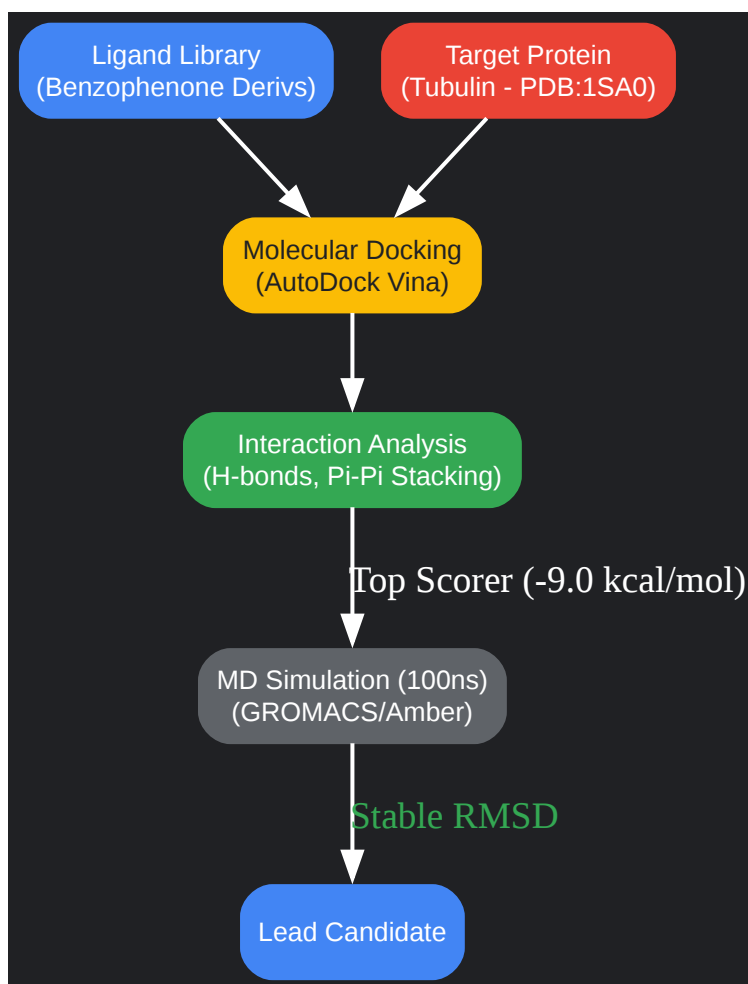 Ligand Library
(Benzophenone Derivs)
Target Protein
(Tubulin - PDB:1SA0)
Molecular Docking
(AutoDock Vina)
Interaction Analysis
(H-bonds, Pi-Pi Stacking)
Top Scorer (-9.0 kcal/mol)
MD Simulation (100ns)
(GROMACS/Amber)
Stable RMSD
Lead Candidate